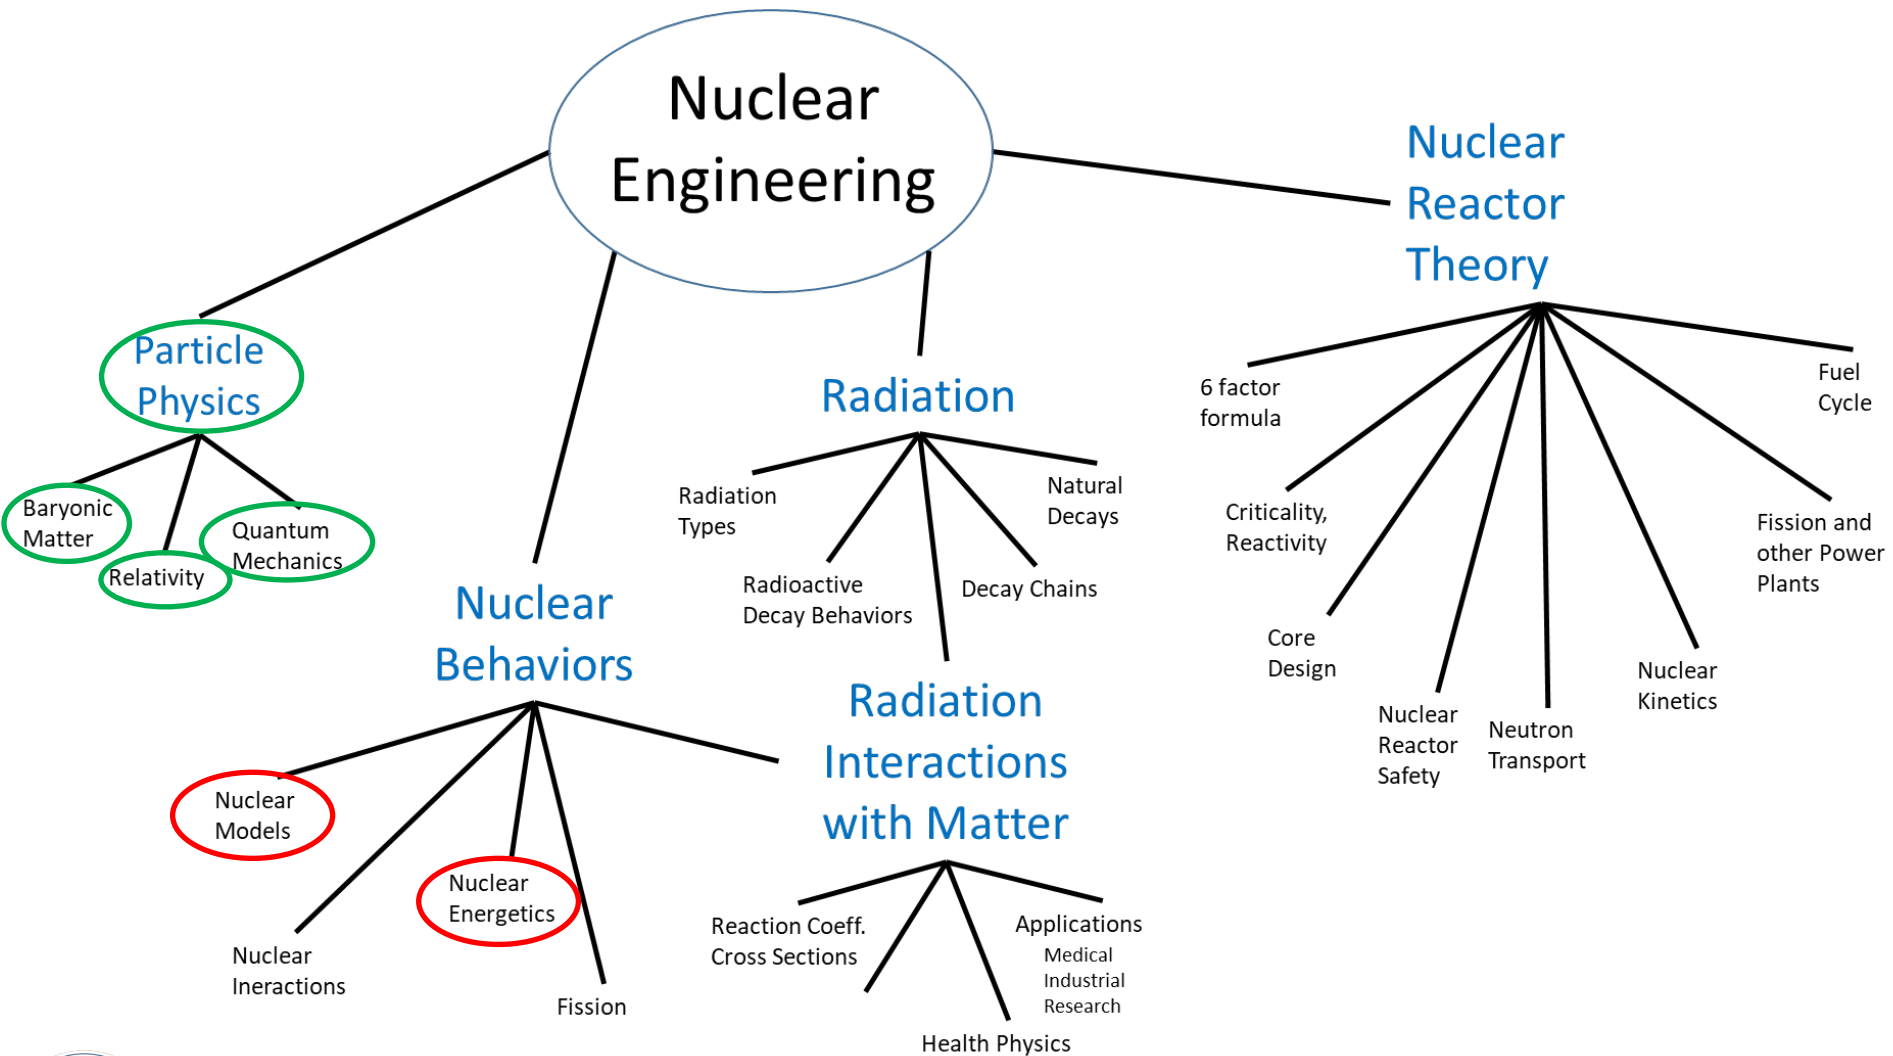 Nuclear
Engineering
Nuclear
Reactor
Theory
Particle
Physics
Baryonic
Matter
Relativity
Quantum
Mechanics
Nuclear
Behaviors
Nuclear
Models
Nuclear
Ineractions
Nuclear
Energetics
Fission
Radiation
Radiation
Types
Radioactive
Decay Behaviors
Decay Chains
Natural
Decays
Radiation
Interactions
with Matter
Reaction Coeff.
Cross Sections
Health Physics
Applications
Medical
Industrial
Research
6 factor
formula
Criticality,
Reactivity
Core
Design
Nuclear
Reactor
Safety
Neutron
Transport
Nuclear
Kinetics
Fission and
other Power
Plants
Fuel
Cycle